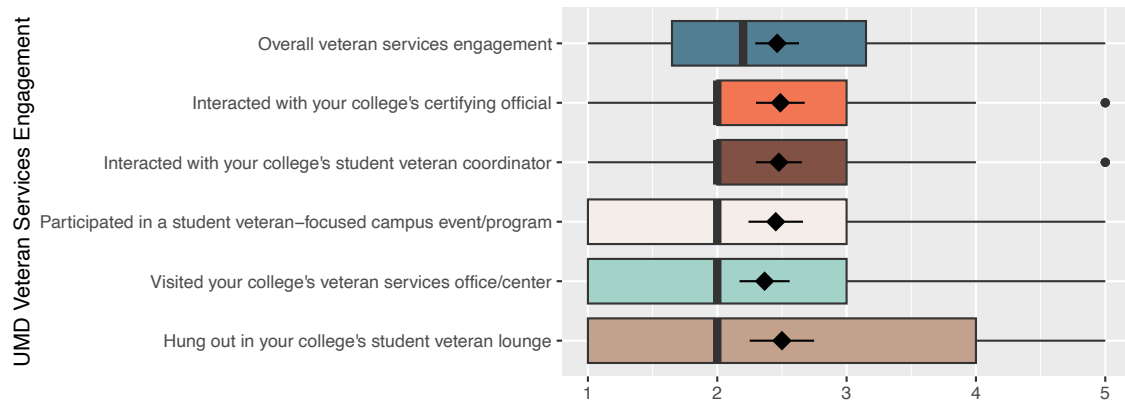 UMD Veteran Services Engagement
Overall veteran services engagement
Interacted with your college's certifying official
Interacted with your college's student veteran coordinator
Participated in a student veteran−focused campus event/program
Visited your college's veteran services office/center
Hung out in your college's student veteran lounge
1 2 3 4 5